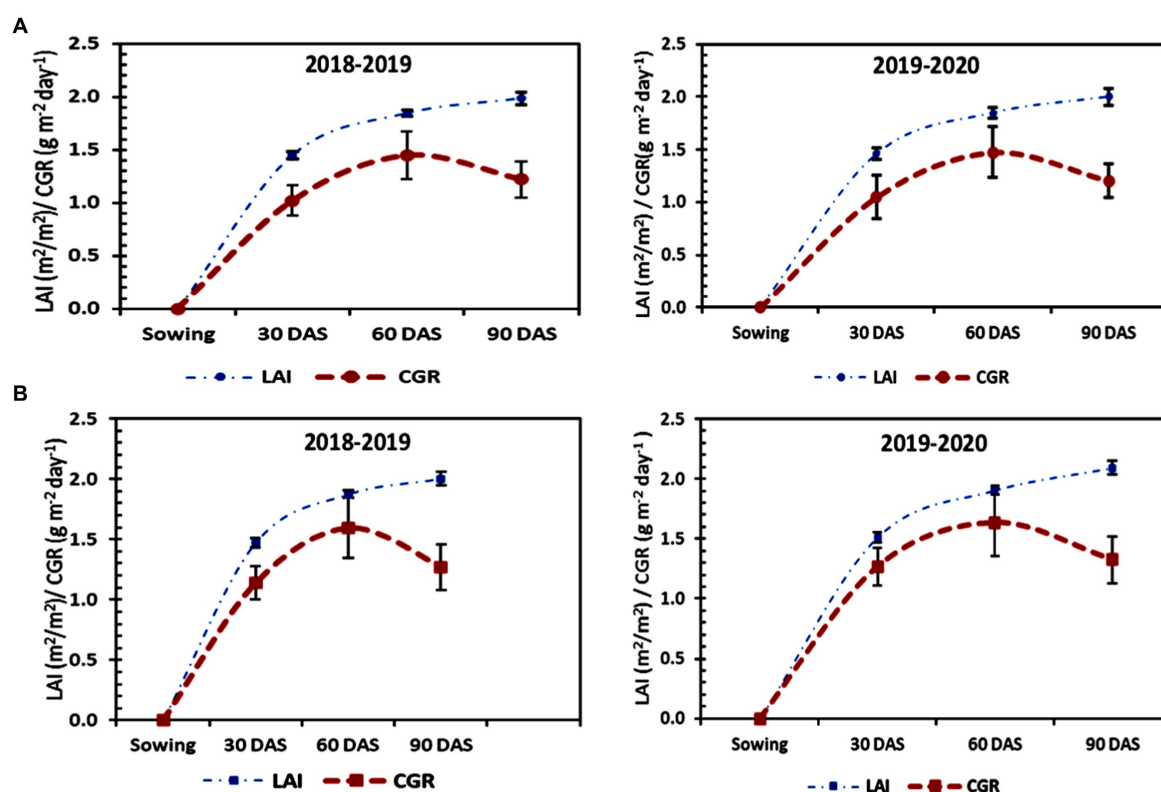 A
2018-2019
LAI (m²/m²)/ CGR (g m⁻² day⁻¹)
2.5
2.0
1.5
1.0
0.5
0.0
Sowing 30 DAS 60 DAS 90 DAS
LAI CGR
2019-2020
LAI (m²/m²) / CGR(g m⁻² day⁻¹)
2.5
2.0
1.5
1.0
0.5
0.0
Sowing 30 DAS 60 DAS 90 DAS
LAI CGR
B
2018-2019
LAI (m²/m²)/ CGR (g m⁻² day⁻¹)
2.5
2.0
1.5
1.0
0.5
0.0
Sowing 30 DAS 60 DAS 90 DAS
LAI CGR
2019-2020
LAI (m²/m²) / CGR (g m⁻² day⁻¹)
2.5
2.0
1.5
1.0
0.5
0.0
Sowing 30 DAS 60 DAS 90 DAS
LAI CGR